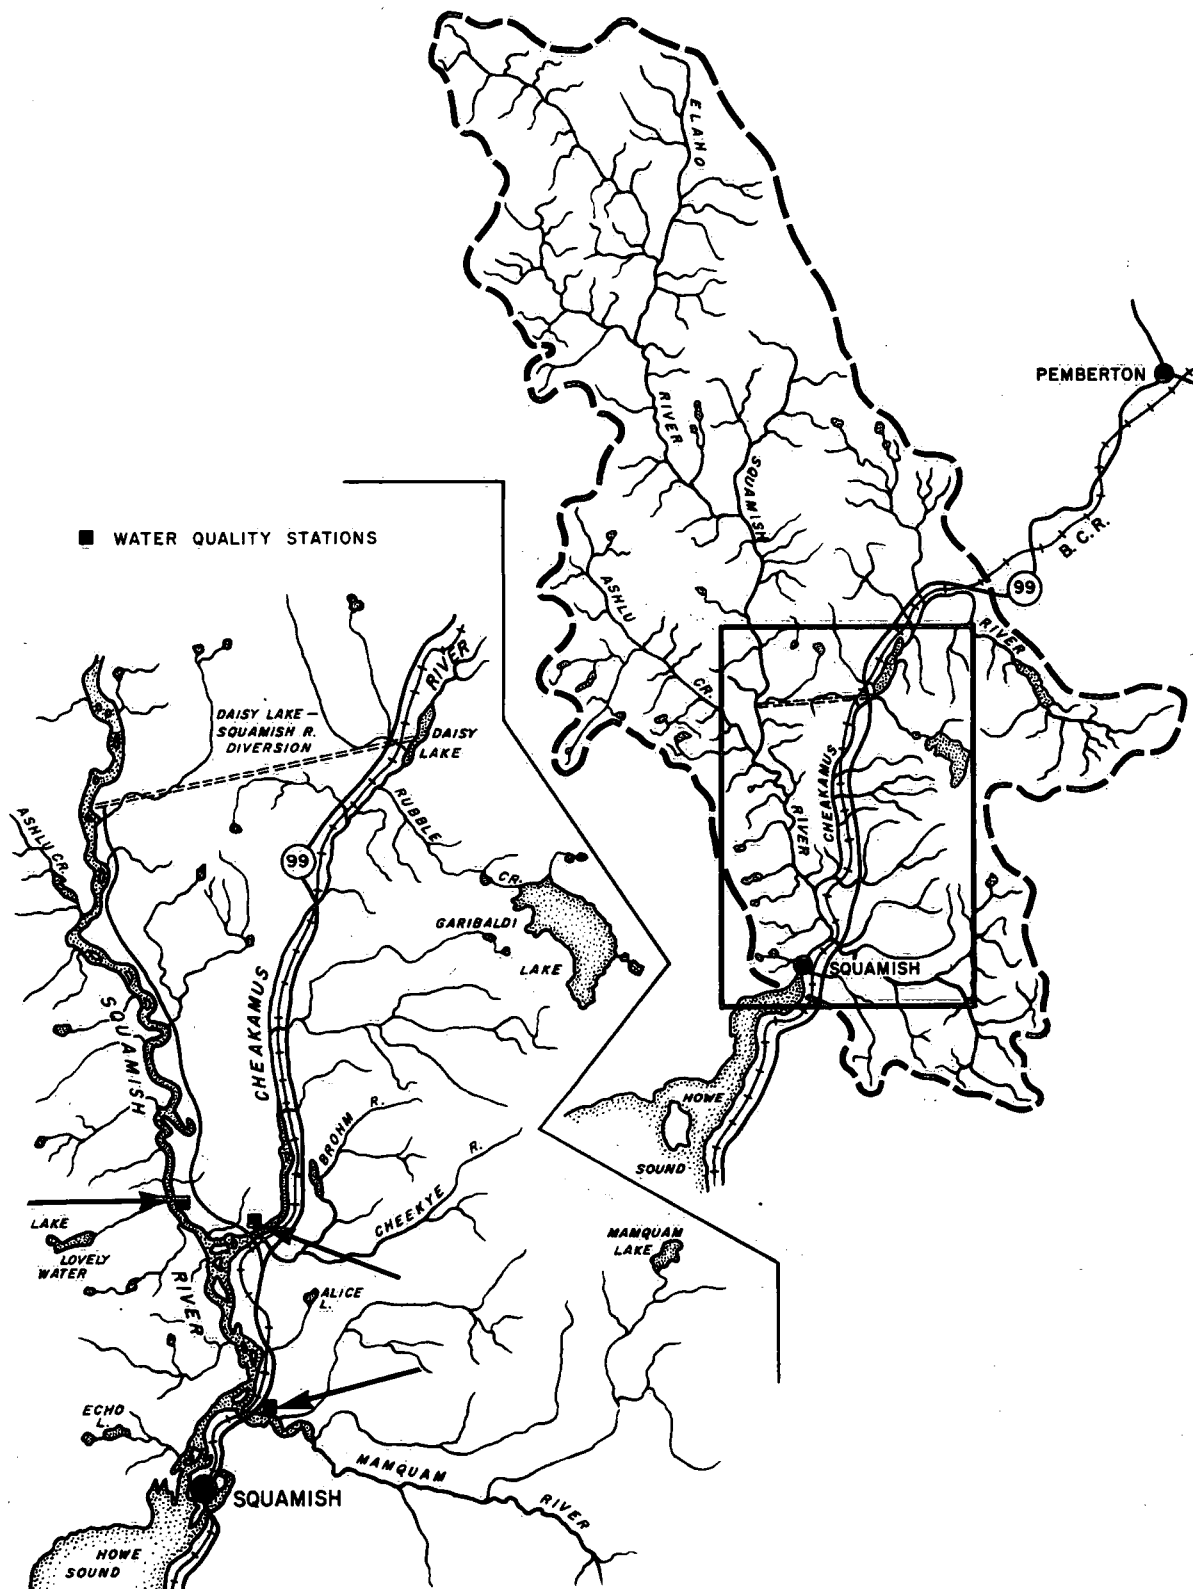 ELAHO
RIVER
PEMBERTON
SQUAMISH
B.C.R.
99
WATER QUALITY STATIONS
ASHLU
CR.
RIVER
RIVER
CHEAKAMUS
RIVER
SQUAMISH
HOWE
SOUND
RIVER
DAISY LAKE –
SQUAMISH R.
DIVERSION
DAISY
LAKE
RUBBLE
CR.
ASHLU CR.
99
GARIBALDI
LAKE
SQUAMISH
CHEAKAMUS
BROHM R.
CHEEKYE R.
LAKE
LOVELY
WATER
RIVER
MAMQUAM
LAKE
ALICE
L.
ECHO
L.
MAMQUAM
RIVER
SQUAMISH
HOWE
SOUND